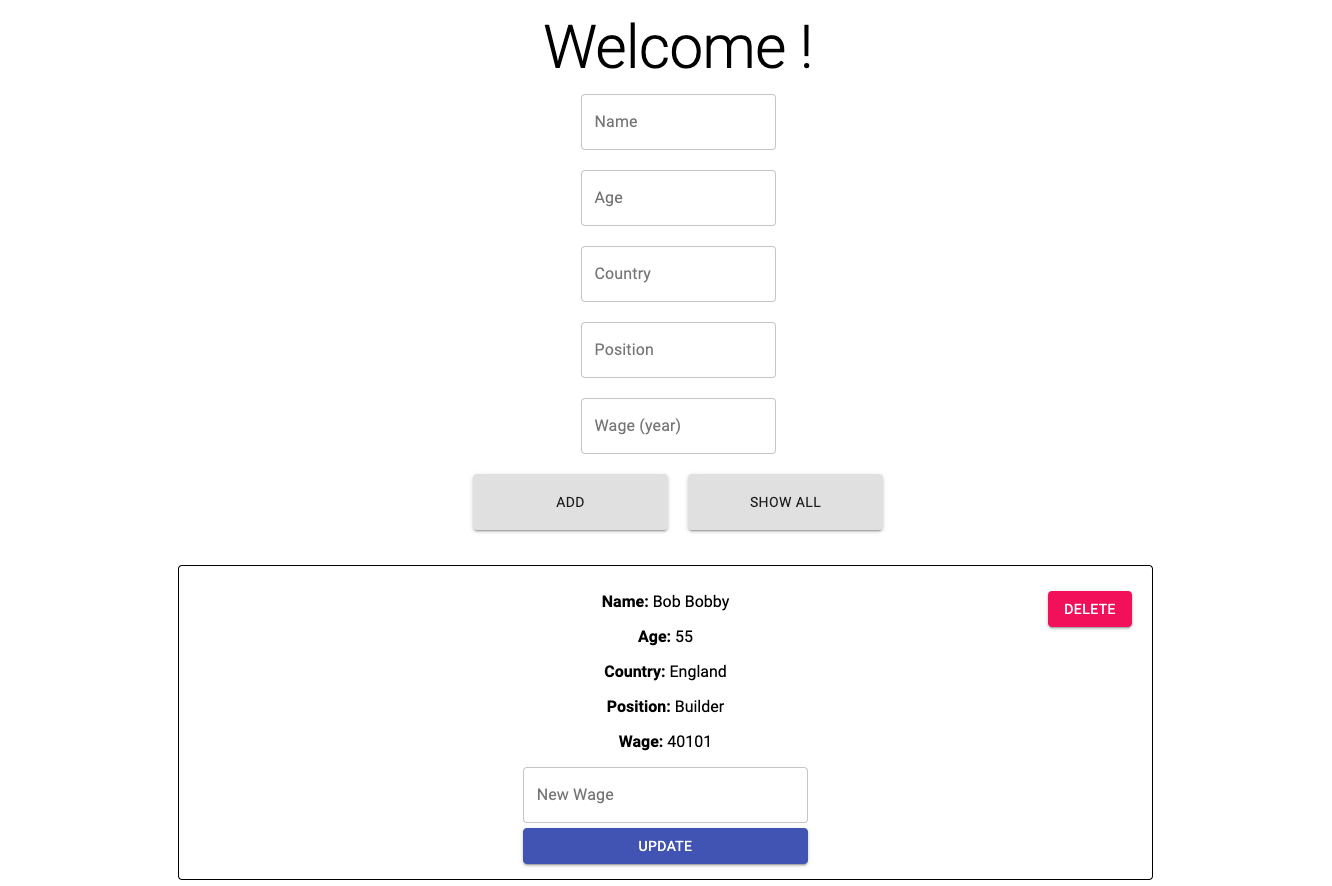 Welcome !
Name
Age
Country
Position
Wage (year)
ADD
SHOW ALL
Name: Bob Bobby
DELETE
Age: 55
Country: England
Position: Builder
Wage: 40101
New Wage
UPDATE